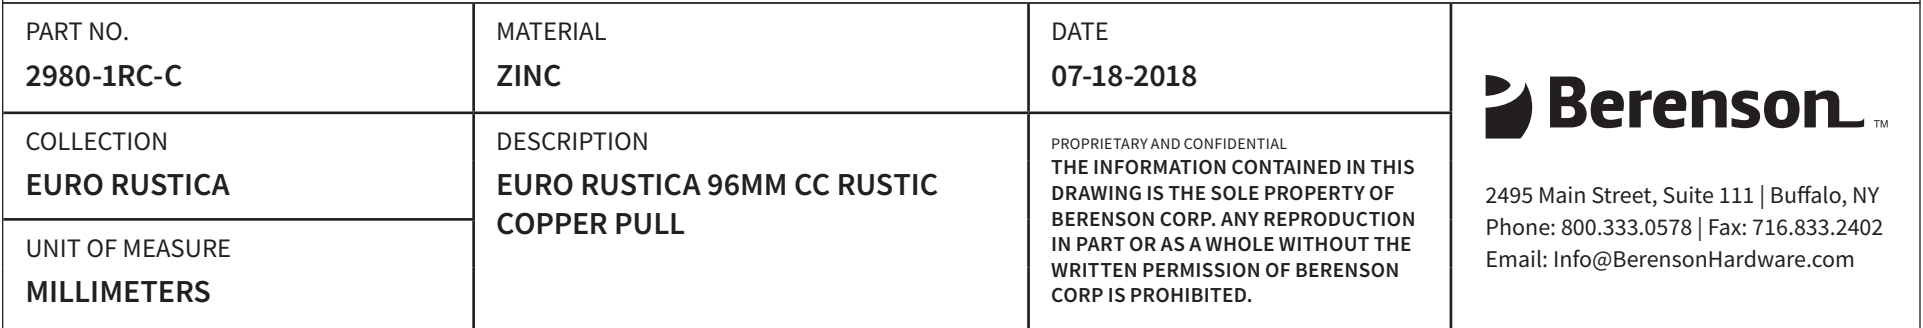 PART NO.
2980-1RC-C
MATERIAL
ZINC
DATE
07-18-2018
COLLECTION
EURO RUSTICA
UNIT OF MEASURE
MILLIMETERS
DESCRIPTION
EURO RUSTICA 96MM CC RUSTIC
COPPER PULL
PROPRIETARY AND CONFIDENTIAL
THE INFORMATION CONTAINED IN THIS
DRAWING IS THE SOLE PROPERTY OF
BERENSON CORP. ANY REPRODUCTION
IN PART OR AS A WHOLE WITHOUT THE
WRITTEN PERMISSION OF BERENSON
CORP IS PROHIBITED.
Berenson ™
2495 Main Street, Suite 111 | Buffalo, NY
Phone: 800.333.0578 | Fax: 716.833.2402
Email: Info@BerensonHardware.com